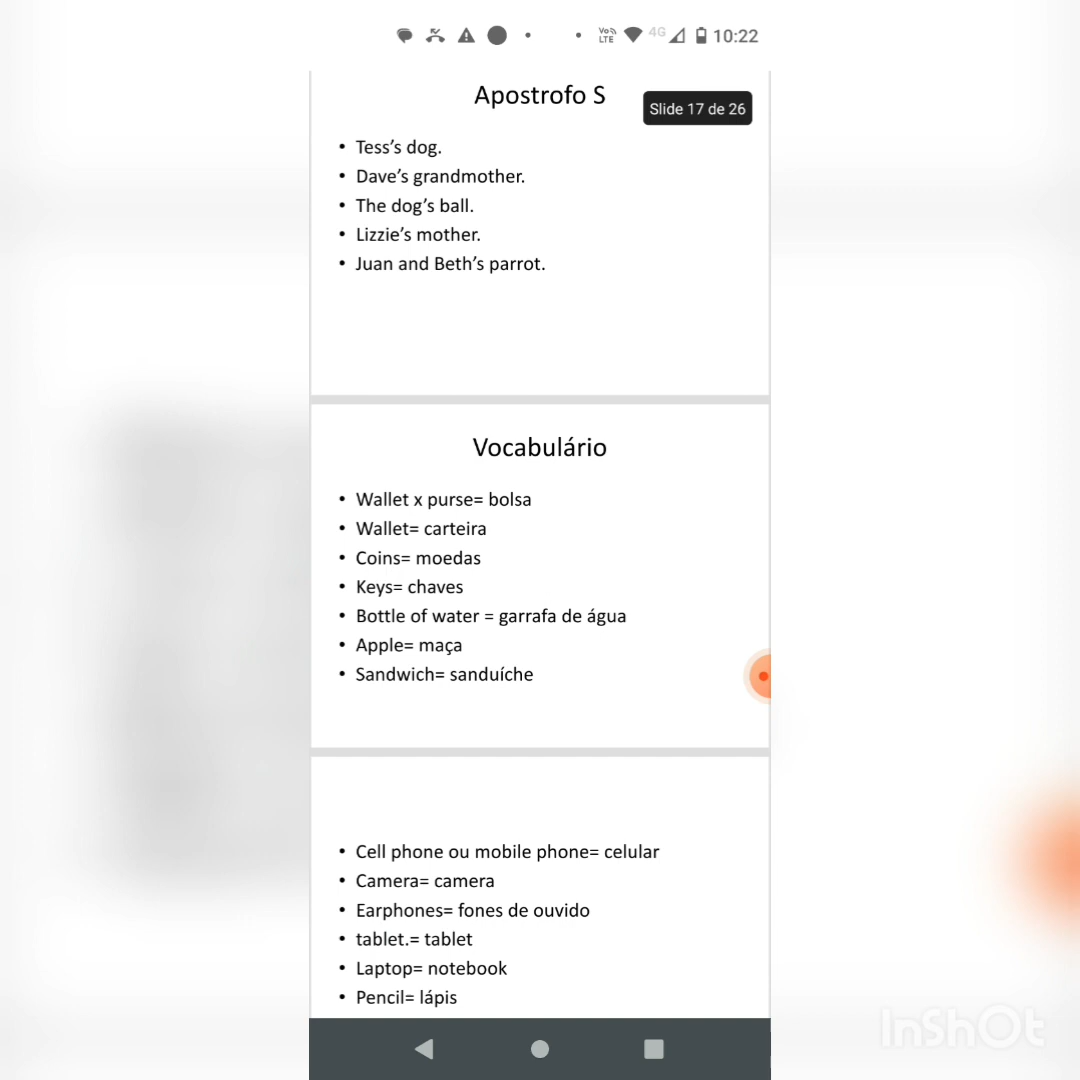 VoLTE 4G 10:22
Apostrofo S
Slide 17 de 26
• Tess’s dog.
• Dave’s grandmother.
• The dog’s ball.
• Lizzie’s mother.
• Juan and Beth’s parrot.
Vocabulário
• Wallet x purse= bolsa
• Wallet= carteira
• Coins= moedas
• Keys= chaves
• Bottle of water = garrafa de água
• Apple= maça
• Sandwich= sanduíche
• Cell phone ou mobile phone= celular
• Camera= camera
• Earphones= fones de ouvido
• tablet.= tablet
• Laptop= notebook
• Pencil= lápis
InShOt